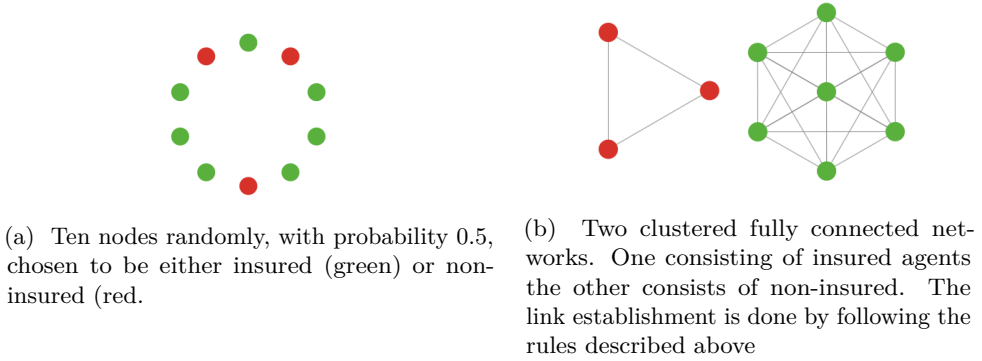 (a) Ten nodes randomly, with probability 0.5,
chosen to be either insured (green) or non-
insured (red.
(b) Two clustered fully connected net-
works. One consisting of insured agents
the other consists of non-insured. The
link establishment is done by following the
rules described above